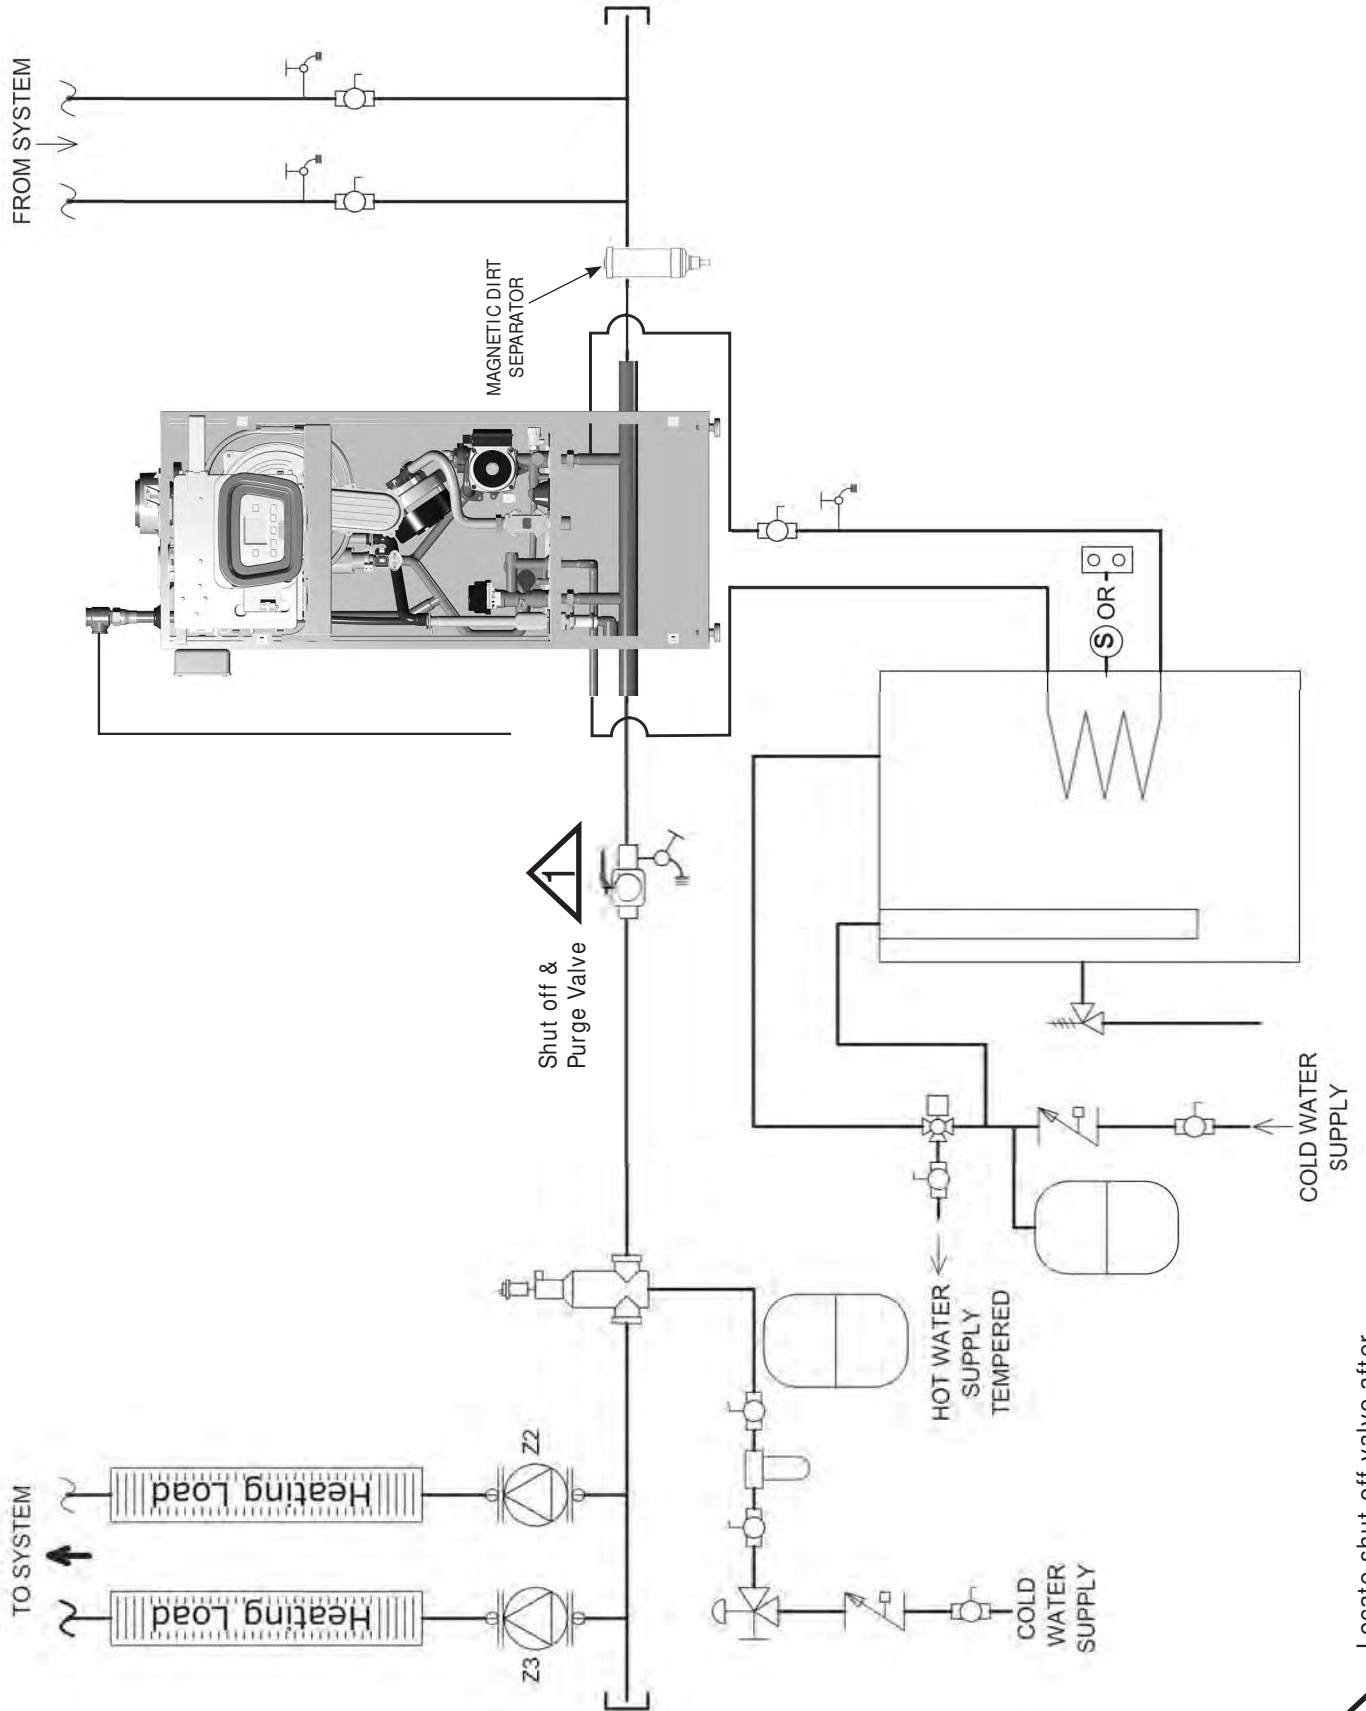 FROM SYSTEM
MAGNETIC DIRT
SEPARATOR
S OR
1
Shut off &
Purge Valve
COLD WATER
SUPPLY
HOT WATER
SUPPLY
TEMPERED
TO SYSTEM
Heating Load
Heating Load
Z2
Z3
COLD
WATER
SUPPLY
Locate shut off valve after